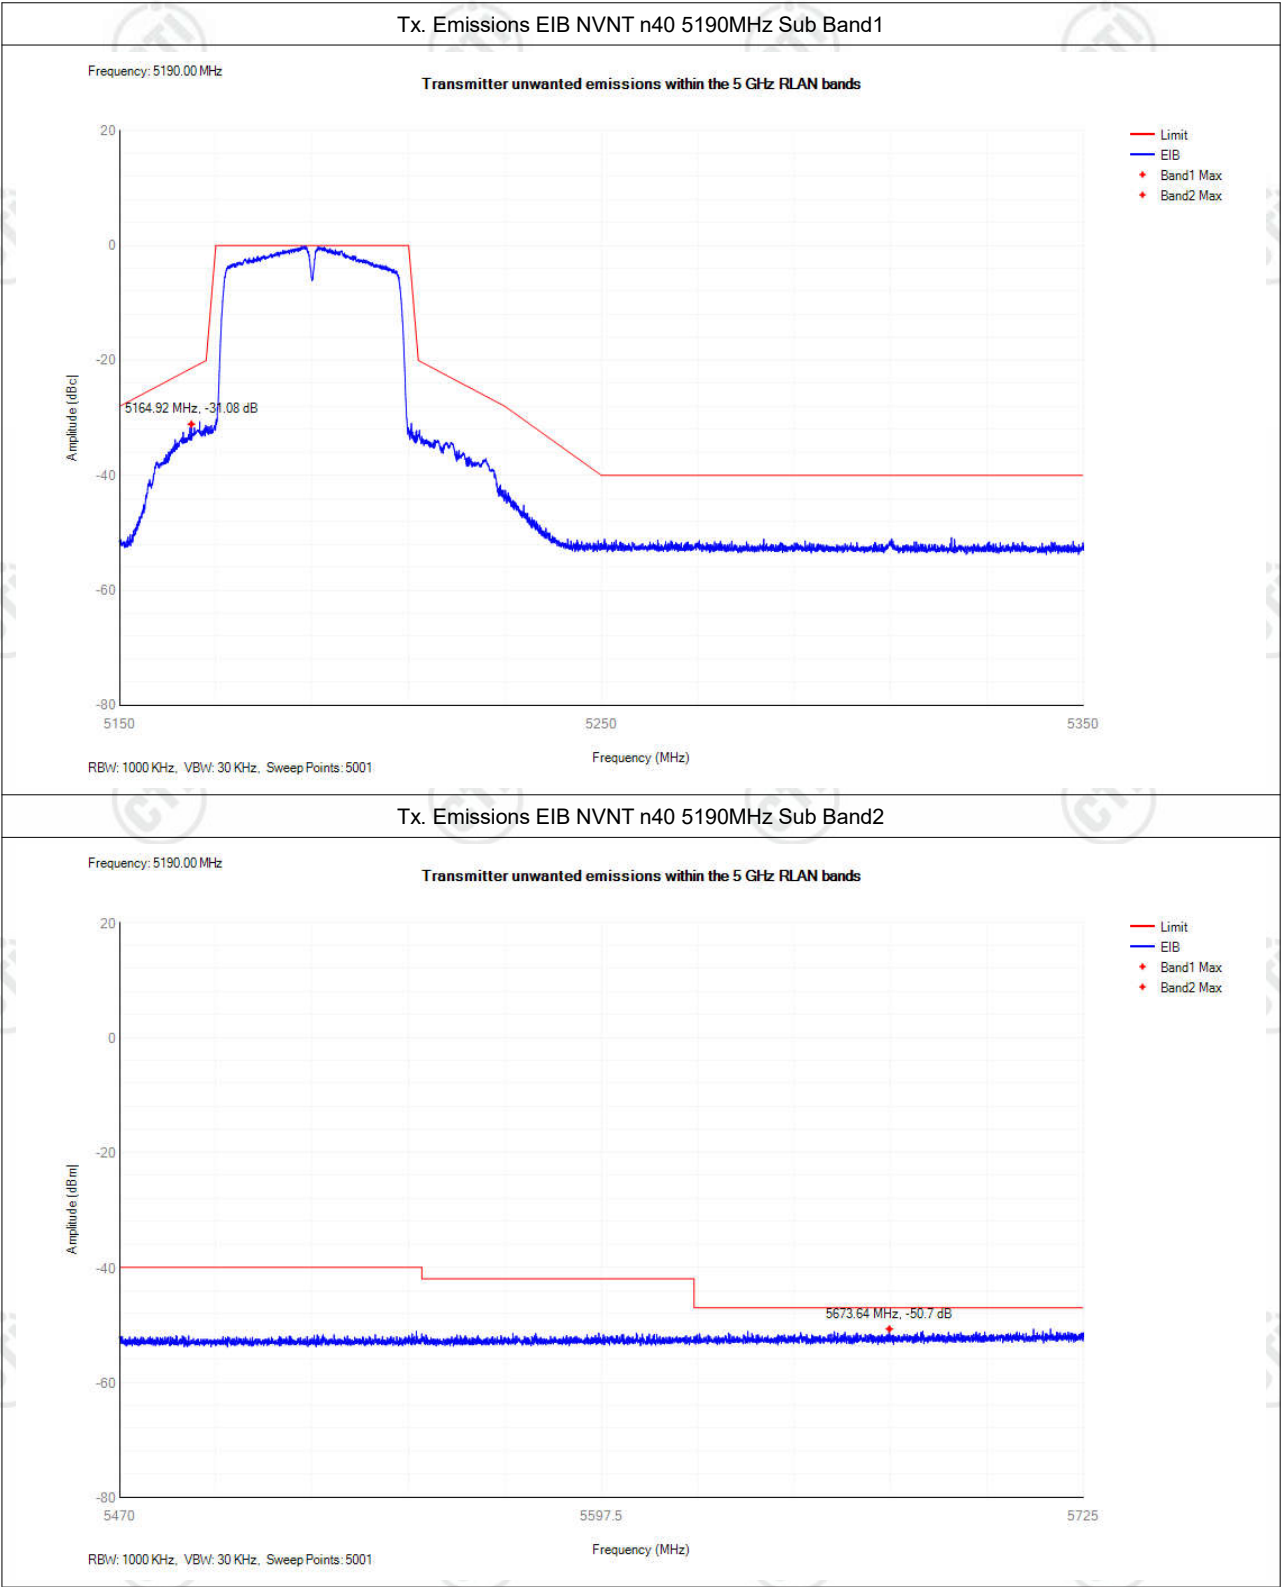 Tx. Emissions EIB NVNT n40 5190MHz Sub Band1
Frequency: 5190.00 MHz
Transmitter unwanted emissions within the 5 GHz RLAN bands
Limit
EIB
Band1 Max
Band2 Max
20
0
-20
-40
-60
-80
Amplitude [dBc]
5164.92 MHz, -31.08 dB
5150
5250
5350
Frequency (MHz)
RBW: 1000 KHz, VBW: 30 KHz, Sweep Points: 5001
Tx. Emissions EIB NVNT n40 5190MHz Sub Band2
Frequency: 5190.00 MHz
Transmitter unwanted emissions within the 5 GHz RLAN bands
Limit
EIB
Band1 Max
Band2 Max
20
0
-20
-40
-60
-80
Amplitude [dBm]
5673.64 MHz, -50.7 dB
5470
5597.5
5725
Frequency (MHz)
RBW: 1000 KHz, VBW: 30 KHz, Sweep Points: 5001